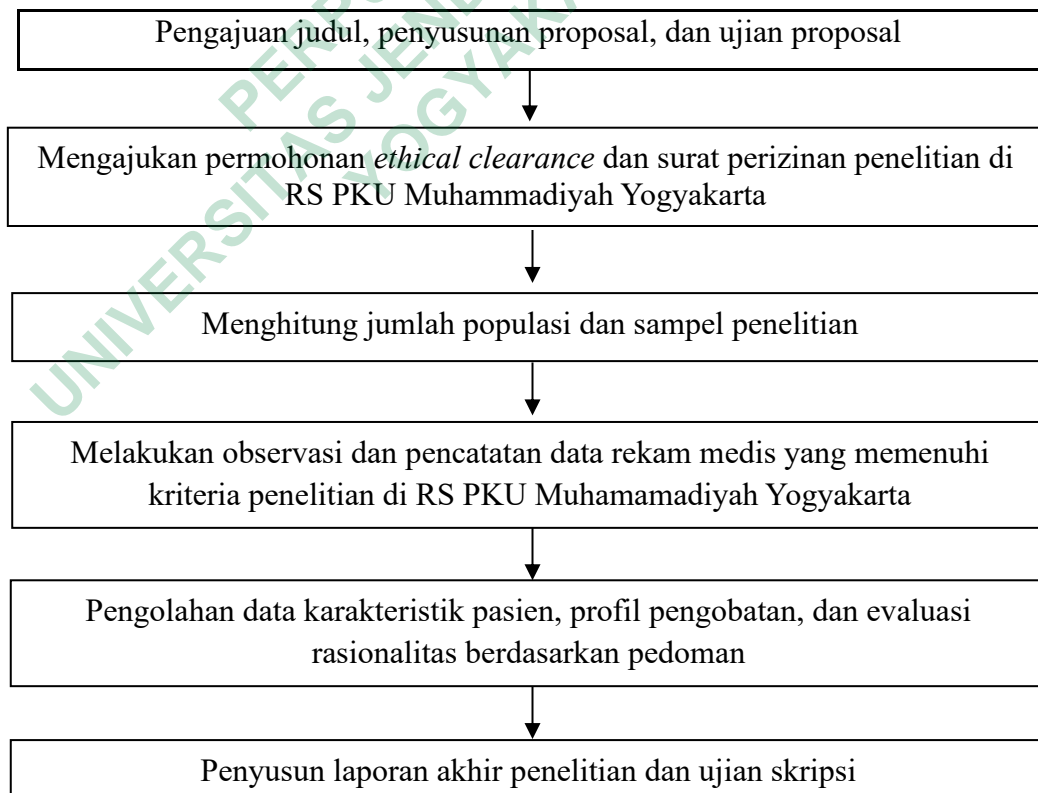 Pengajuan judul, penyusunan proposal, dan ujian proposal
Mengajukan permohonan ethical clearance dan surat perizinan penelitian di
RS PKU Muhammadiyah Yogyakarta
Menghitung jumlah populasi dan sampel penelitian
Melakukan observasi dan pencatatan data rekam medis yang memenuhi
kriteria penelitian di RS PKU Muhamamadiyah Yogyakarta
Pengolahan data karakteristik pasien, profil pengobatan, dan evaluasi
rasionalitas berdasarkan pedoman
Penyusun laporan akhir penelitian dan ujian skripsi
UNIVERSITAS